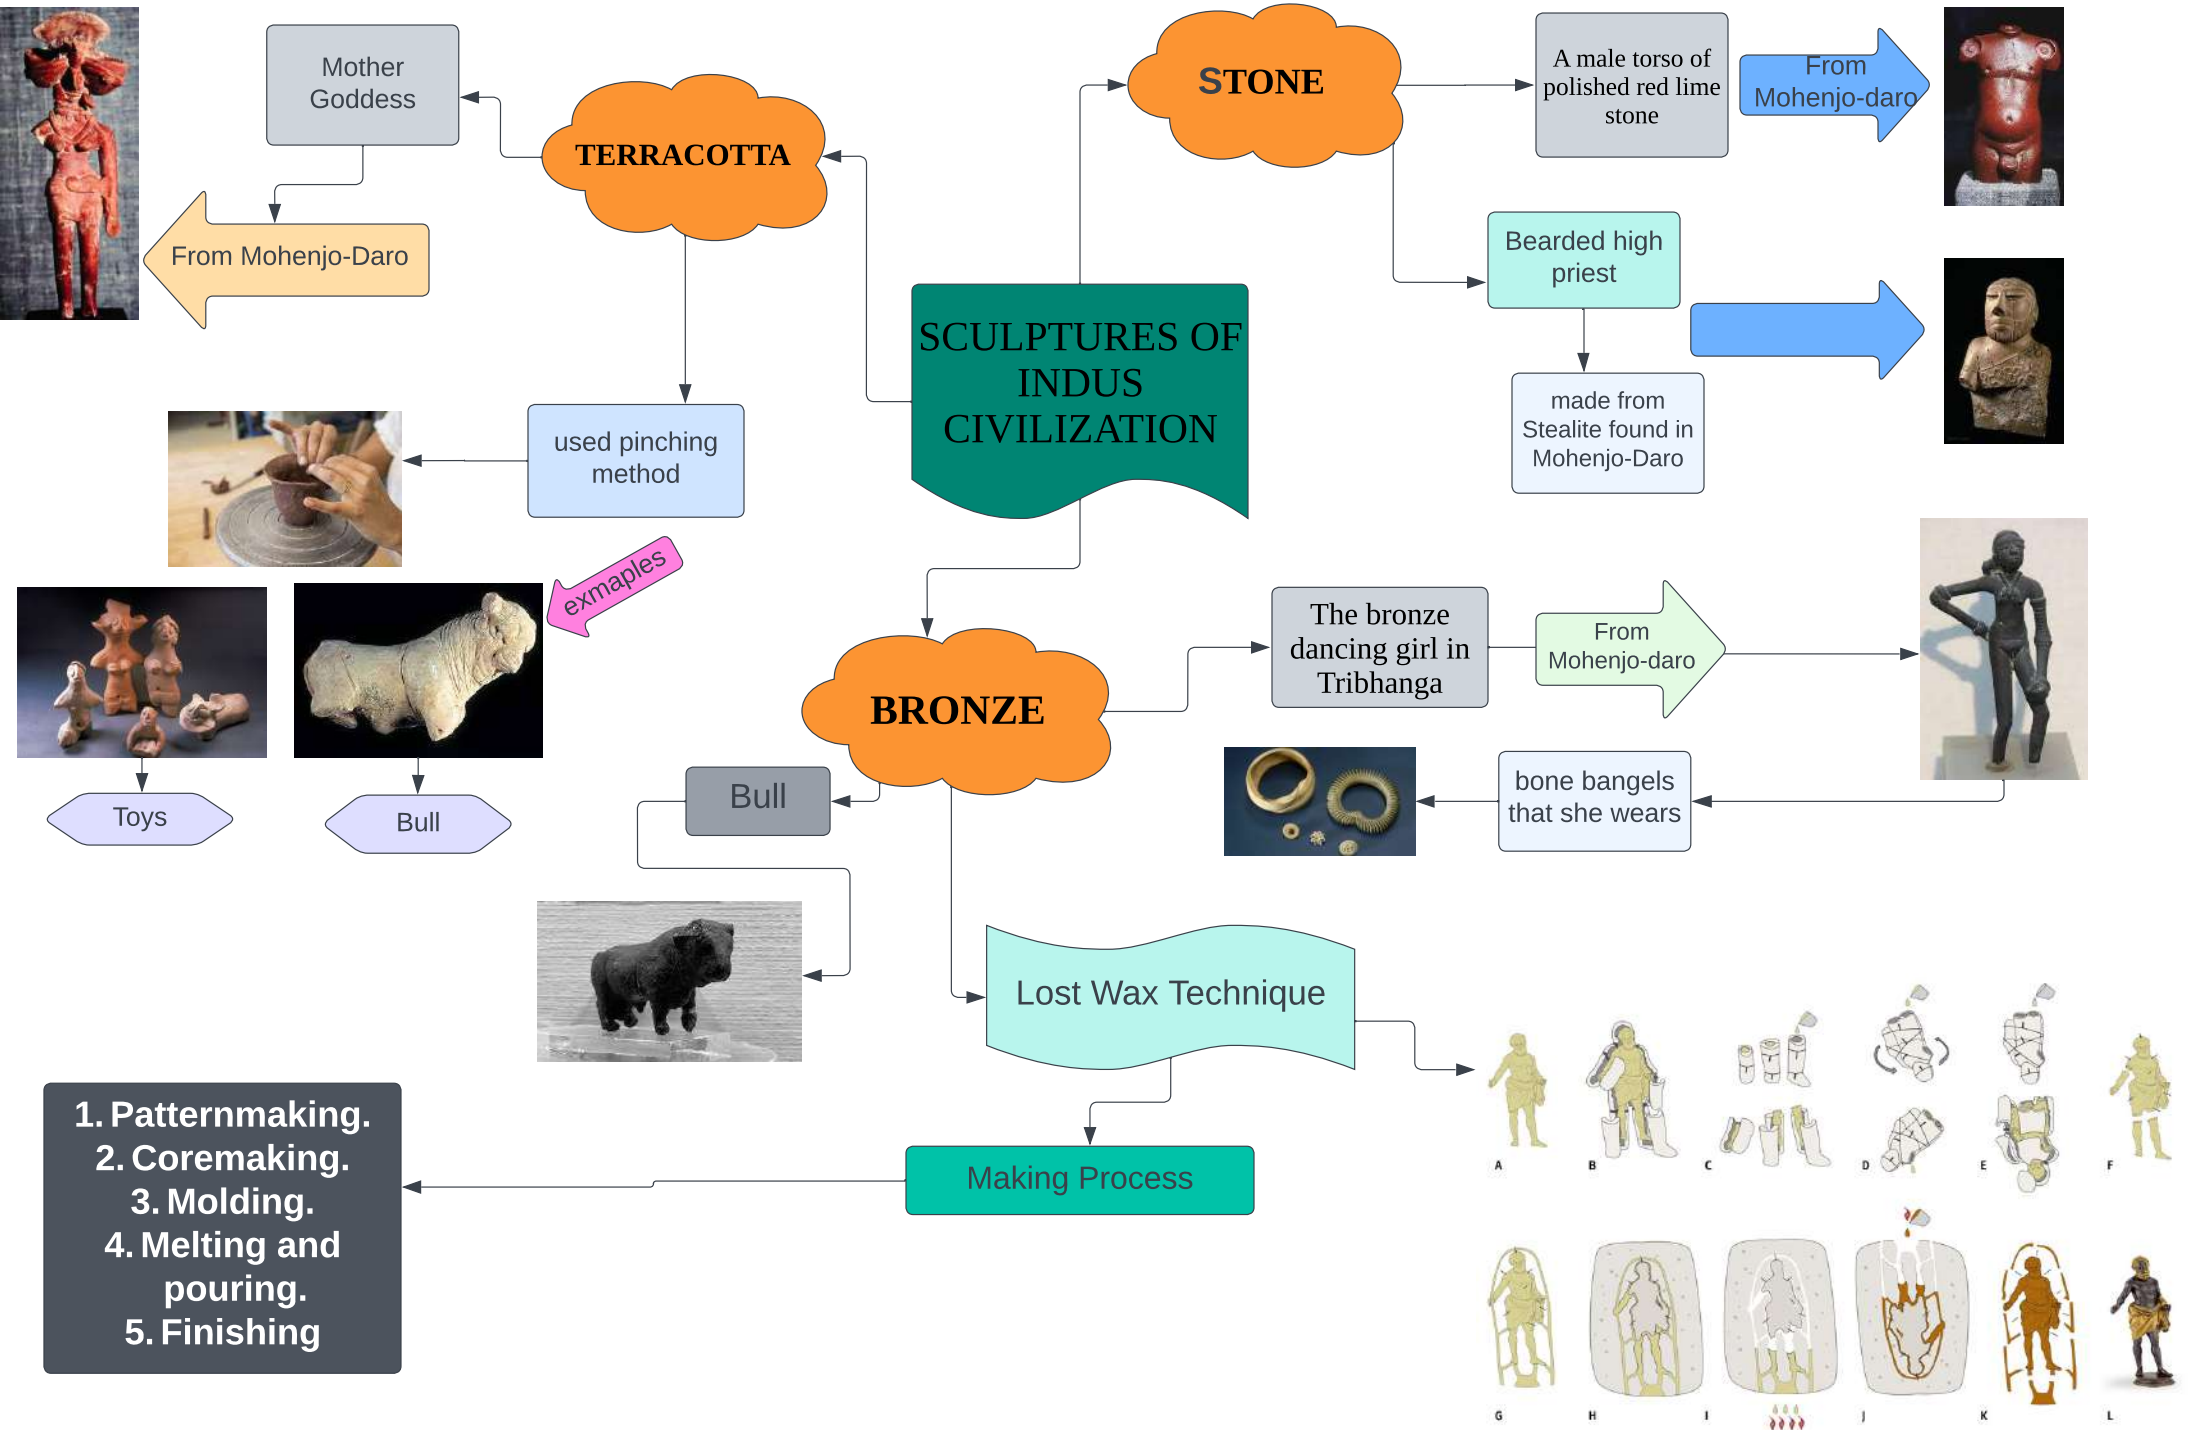 Mother
Goddess
From Mohenjo-Daro
TERRACOTTA
used pinching
method
exmaples
Toys
Bull
SCULPTURES OF
INDUS
CIVILIZATION
STONE
A male torso of
polished red lime
stone
From
Mohenjo-daro
Bearded high
priest
made from
Stealite found in
Mohenjo-Daro
BRONZE
The bronze
dancing girl in
Tribhanga
From
Mohenjo-daro
bone bangels
that she wears
Bull
Lost Wax Technique
Making Process
1. Patternmaking.
2. Coremaking.
3. Molding.
4. Melting and
pouring.
5. Finishing
A B C D E F
G H I J K L